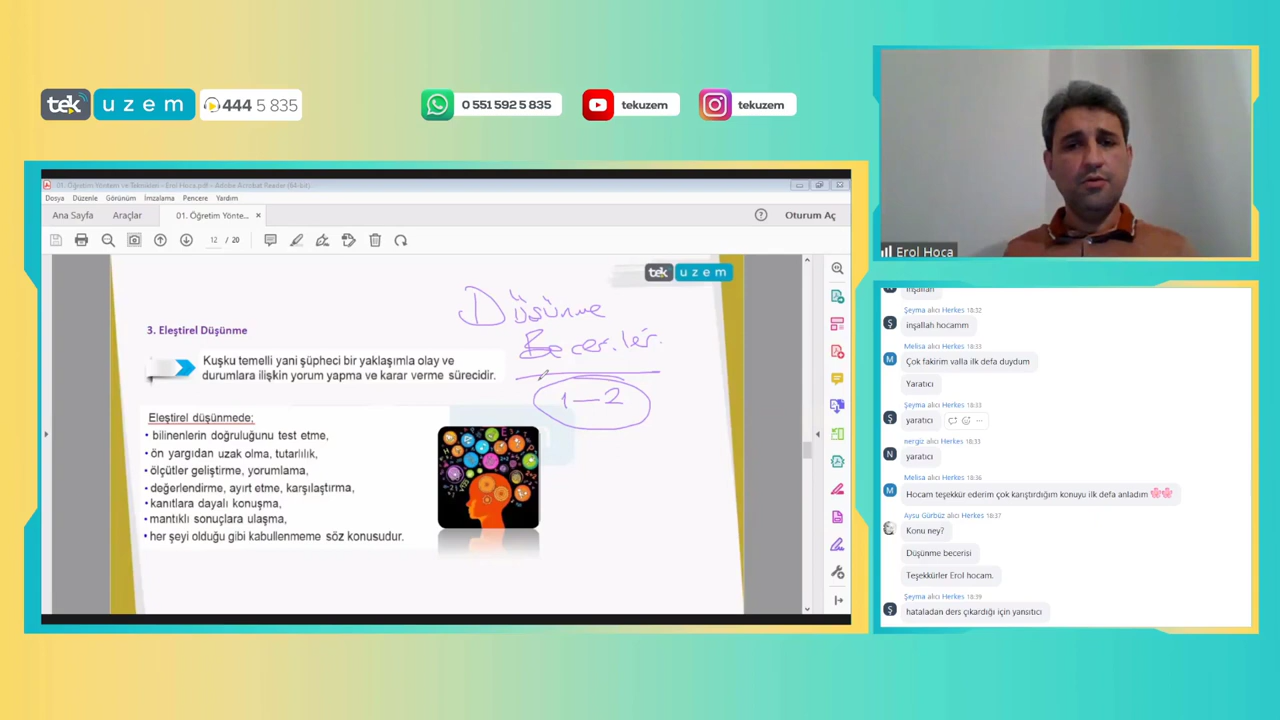 tek uzem 444 5 835
0 551 592 5 835
tekuzem
tekuzem
01. Öğretim Yöntem ve Teknikleri - Erol Hoca.pdf - Adobe Acrobat Reader (64-bit)
Dosya Düzenle Görünüm İmzalama Pencere Yardım
Ana Sayfa Araçlar 01. Öğretim Yönte... × ? Oturum Aç
12 / 20
tek uzem
Düşünme
Beceriler.
1-2
3. Eleştirel Düşünme
Kuşku temelli yani şüpheci bir yaklaşımla olay ve
durumlara ilişkin yorum yapma ve karar verme sürecidir.
Eleştirel düşünmede;
• bilinenlerin doğruluğunu test etme,
• ön yargıdan uzak olma, tutarlılık,
• ölçütler geliştirme, yorumlama,
• değerlendirme, ayırt etme, karşılaştırma,
• kanıtlara dayalı konuşma,
• mantıklı sonuçlara ulaşma,
• her şeyi olduğu gibi kabullenmeme söz konusudur.
Erol Hoca
inşallah
Şeyma alıcı Herkes 18:32
Ş inşallah hocamm
Melisa alıcı Herkes 18:33
M Çok fakirim valla ilk defa duydum
Yaratıcı
Şeyma alıcı Herkes 18:33
Ş yaratıcı
nergiz alıcı Herkes 18:33
N yaratıcı
Melisa alıcı Herkes 18:36
M Hocam teşekkür ederim çok karıştırdığım konuyu ilk defa anladım 🌸🌸
Aysu Gürbüz alıcı Herkes 18:37
Konu ney?
Düşünme becerisi
Teşekkürler Erol hocam.
Şeyma alıcı Herkes 18:39
Ş hataladan ders çıkardığı için yansıtıcı